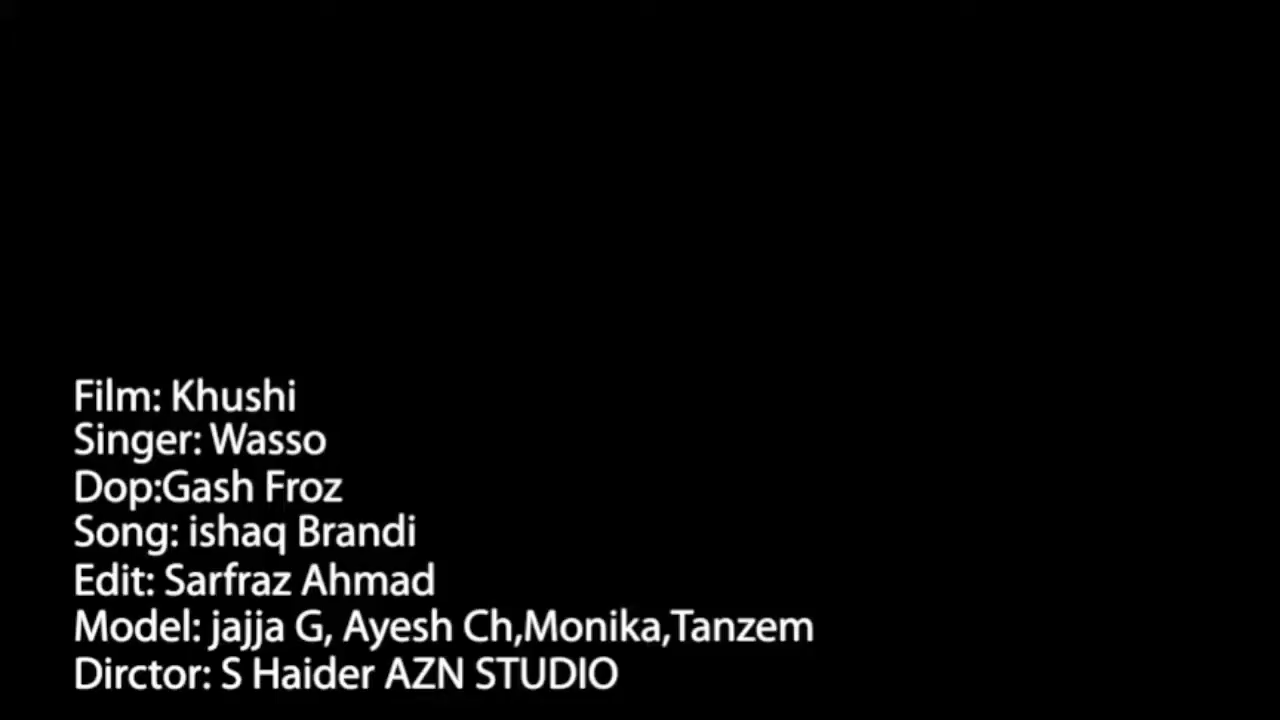 Film: Khushi
Singer: Wasso
Dop:Gash Froz
Song: ishaq Brandi
Edit: Sarfraz Ahmad
Model: jajja G, Ayesh Ch,Monika,Tanzem
Dirctor: S Haider AZN STUDIO